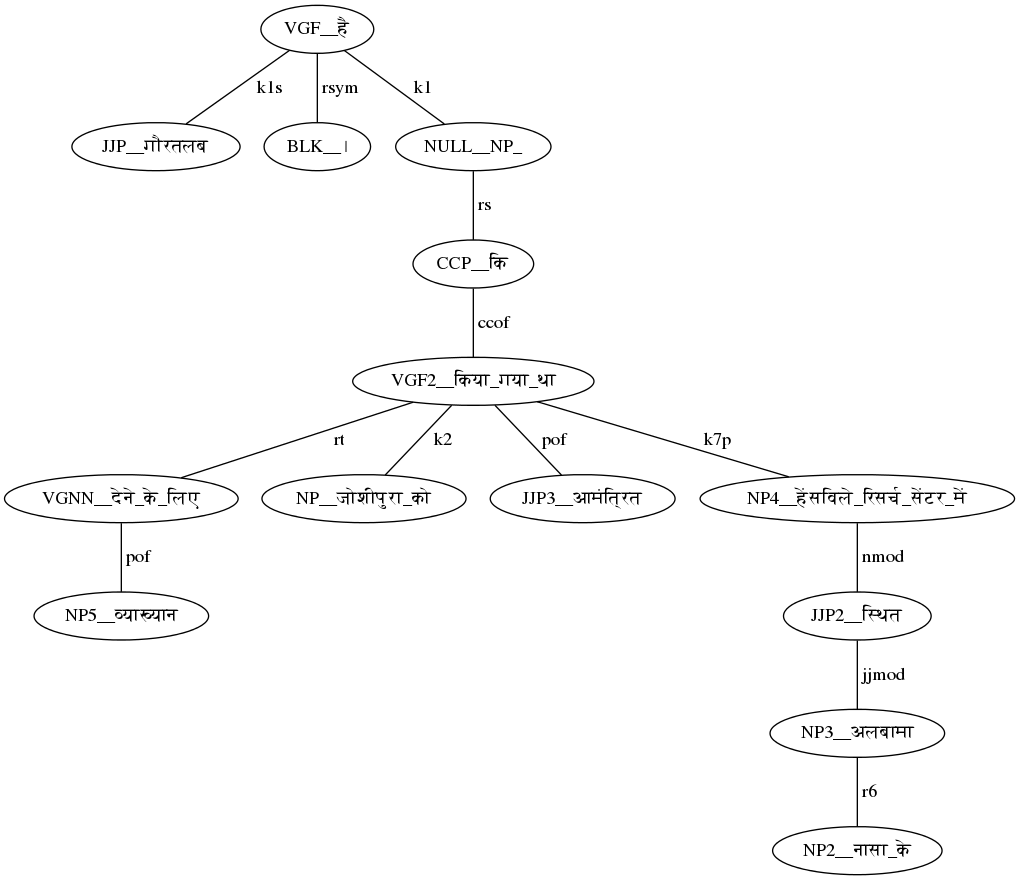 VGF__है
k1s rsym k1
JJP__गौरतलब BLK__। NULL__NP_
rs
CCP__कि
ccof
VGF2__किया_गया_था
rt k2 pof k7p
VGNN__देने_के_लिए NP__जोशीपुरा_को JJP3__आमंत्रित NP4__हेंसविले_रिसर्च_सेंटर_में
pof nmod
NP5__व्याख्यान JJP2__स्थित
jjmod
NP3__अलबामा
r6
NP2__नासा_के